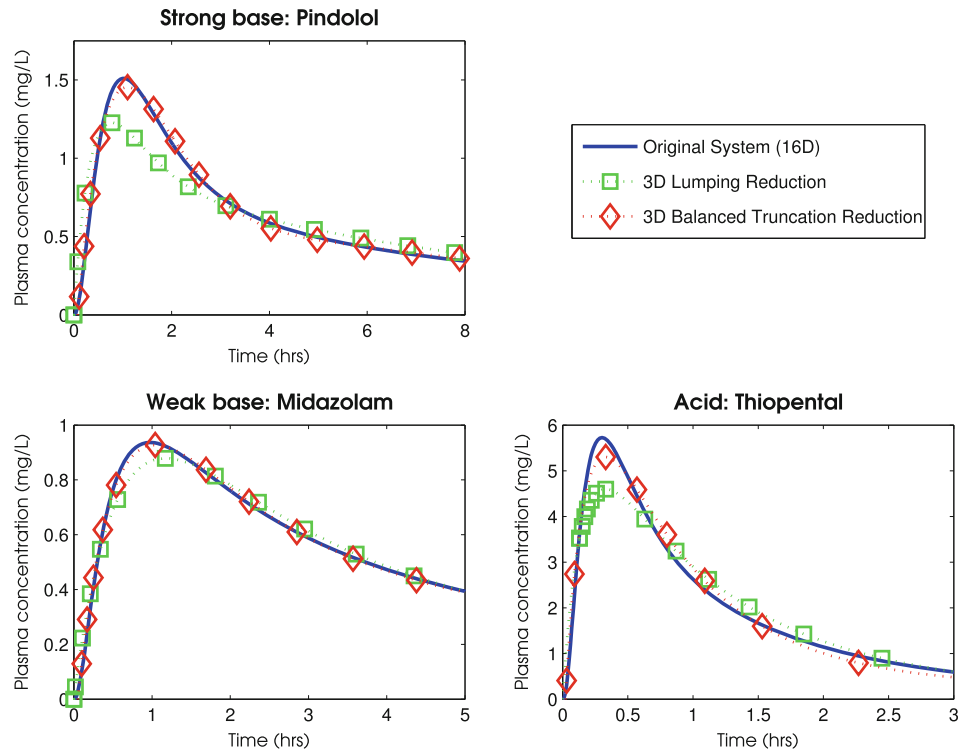 Strong base: Pindolol
Plasma concentration (mg/L)
1.5
1
0.5
0
0 2 4 6 8
Time (hrs)
Original System (16D)
3D Lumping Reduction
3D Balanced Truncation Reduction
Weak base: Midazolam
Plasma concentration (mg/L)
1
0.8
0.6
0.4
0.2
0
0 1 2 3 4 5
Time (hrs)
Acid: Thiopental
Plasma concentration (mg/L)
6
5
4
3
2
1
0
0 0.5 1 1.5 2 2.5 3
Time (hrs)